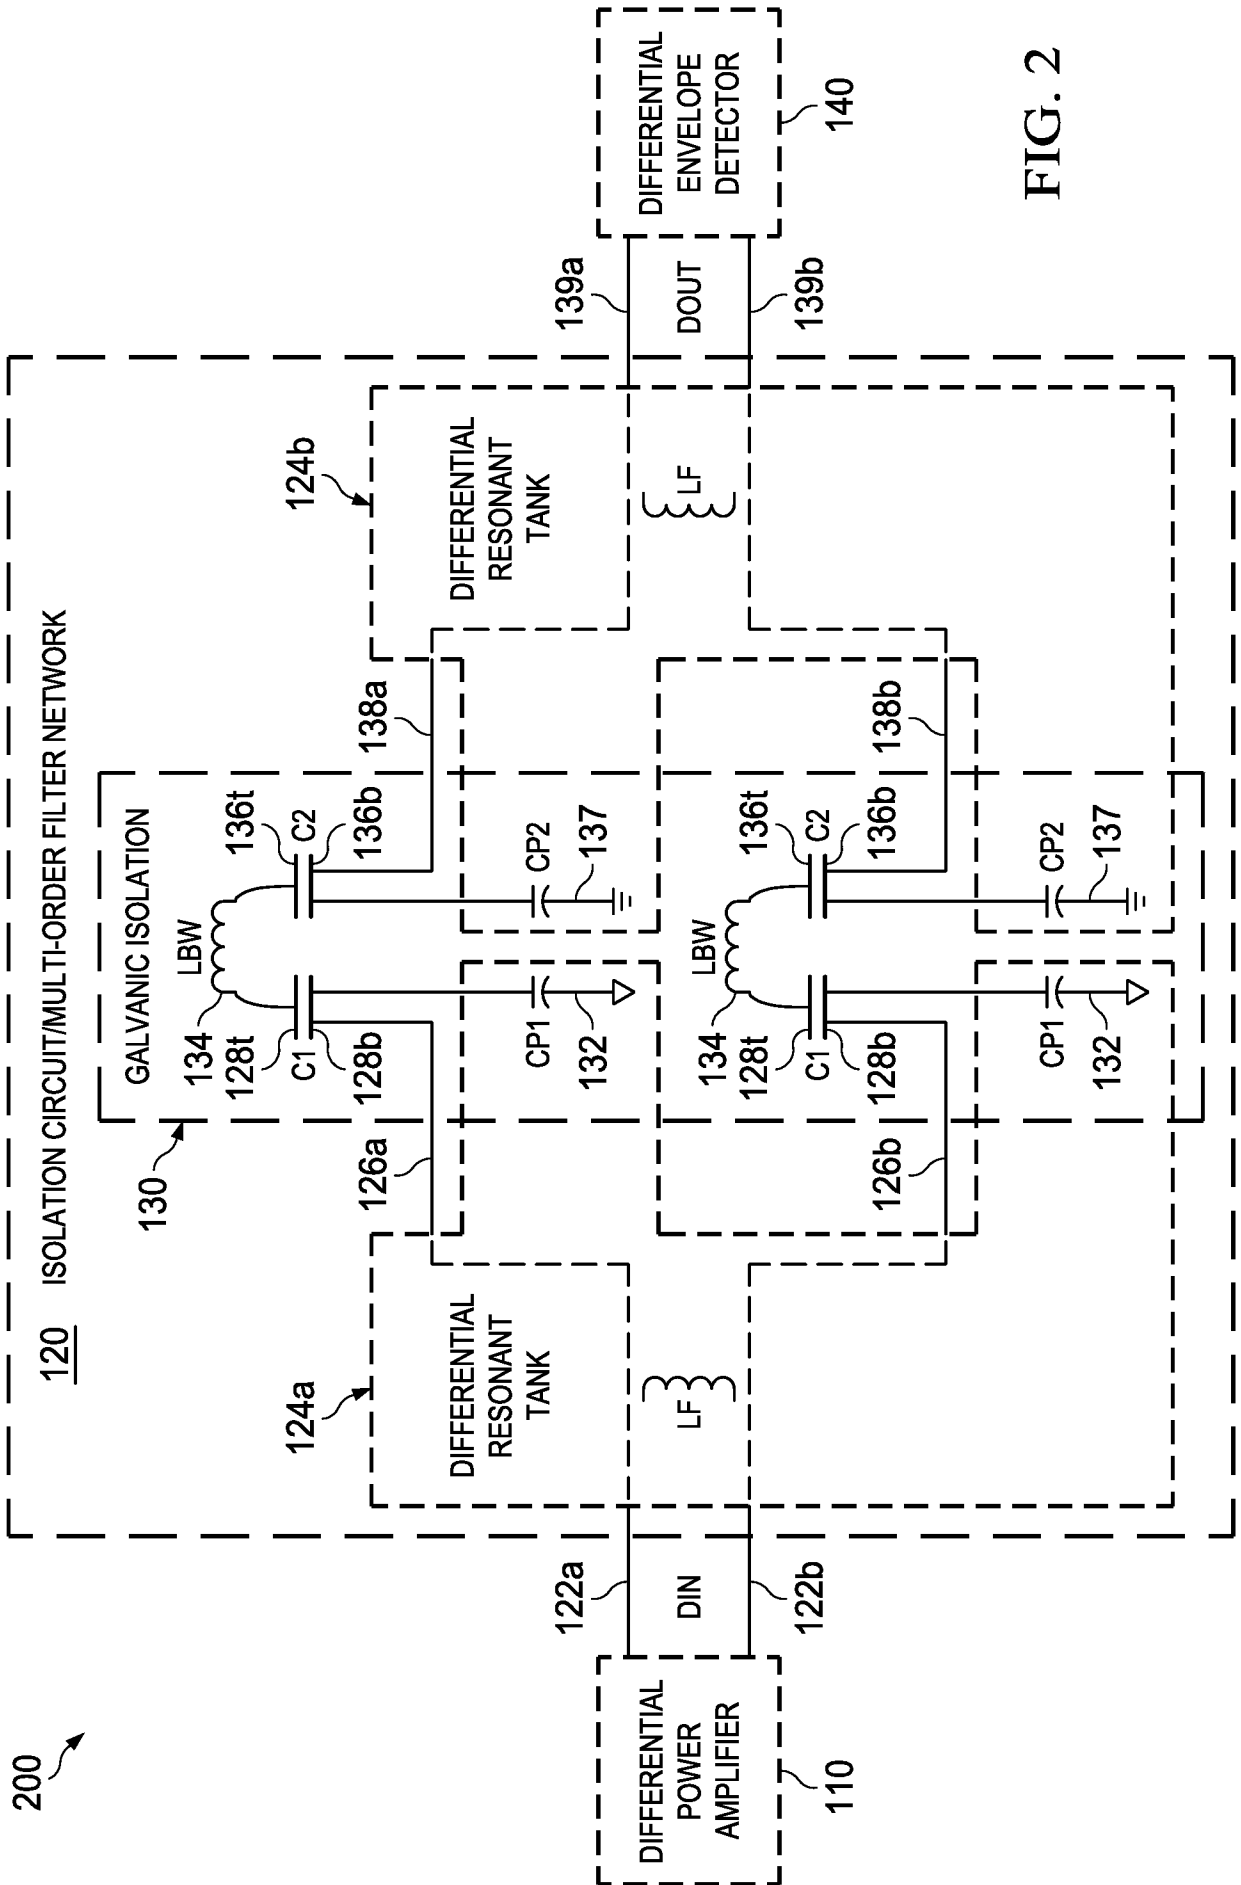 200
120 ISOLATION CIRCUIT/MULTI-ORDER FILTER NETWORK
130
GALVANIC ISOLATION
134
LBW
128t
136t
C1
C2
128b
136b
124a
124b
126a
138a
DIFFERENTIAL
RESONANT
TANK
DIFFERENTIAL
RESONANT
TANK
CP1
CP2
132
137
122a
139a
DIFFERENTIAL
POWER
AMPLIFIER
DIN
LF
LF
DOUT
DIFFERENTIAL
ENVELOPE
DETECTOR
134
LBW
128t
136t
C1
C2
128b
136b
110
122b
139b
140
126b
138b
CP1
CP2
132
137
FIG. 2